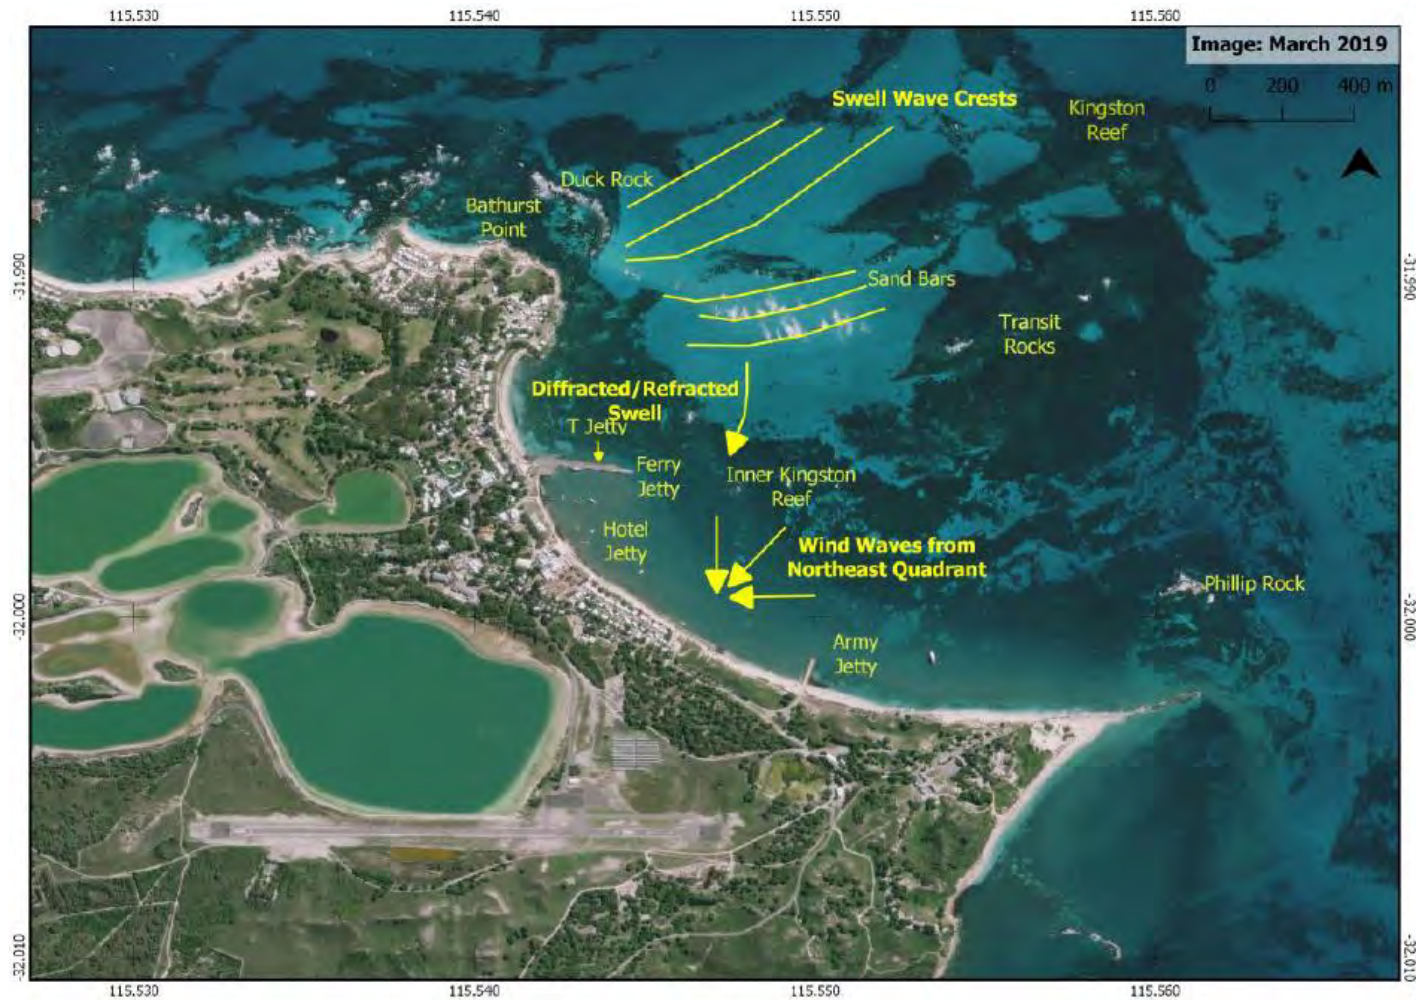 115.530
115.540
115.550
115.560
Image: March 2019
0 200 400 m
Swell Wave Crests
Kingston
Reef
Duck Rock
Bathurst
Point
-31.990
-31.990
Sand Bars
Transit
Rocks
Diffracted/Refracted
Swell
T Jetty
Ferry
Jetty
Inner Kingston
Reef
Hotel
Jetty
Wind Waves from
Northeast Quadrant
Phillip Rock
-32.000
-32.000
Army
Jetty
-32.010
-32.010
115.530
115.540
115.550
115.560